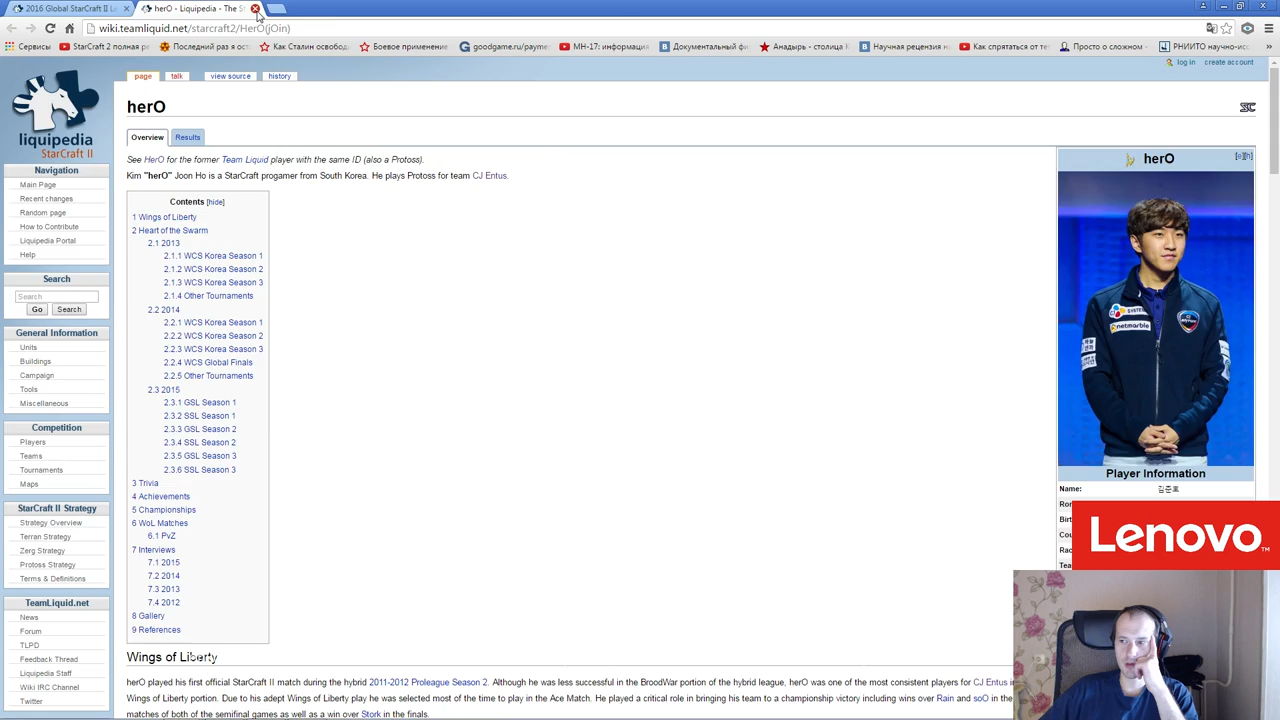 2016 Global StarCraft II Le
herO - Liquipedia - The S
wiki.teamliquid.net/starcraft2/HerO(jOin)
Сервисы
StarCraft 2 полная ре
Последний раз я ост
Как Сталин освобод
Боевое применение
goodgame.ru/payme
МН-17: информация
Анадырь - столица К
Научная рецензия н
Как спрятаться от
Просто о сложном -
РНИИТО научно-ис
page
talk
view source
history
log in
create account
liquipedia
StarCraft II
herO
Overview
Results
See HerO for the former Team Liquid player with the same ID (also a Protoss).
Kim "herO" Joon Ho is a StarCraft progamer from South Korea. He plays Protoss for team CJ Entus.
Navigation
Main Page
Recent changes
Random page
How to Contribute
Liquipedia Portal
Help
Search
Search
Go
Search
General Information
Units
Buildings
Campaign
Tools
Miscellaneous
Competition
Players
Teams
Tournaments
Maps
StarCraft II Strategy
Strategy Overview
Terran Strategy
Zerg Strategy
Protoss Strategy
Terms & Definitions
TeamLiquid.net
News
Forum
TLPD
Feedback Thread
Liquipedia Staff
Wiki IRC Channel
Twitter
Contents [hide]
1 Wings of Liberty
2 Heart of the Swarm
2.1 2013
2.1.1 WCS Korea Season 1
2.1.2 WCS Korea Season 2
2.1.3 WCS Korea Season 3
2.1.4 Other Tournaments
2.2 2014
2.2.1 WCS Korea Season 1
2.2.2 WCS Korea Season 2
2.2.3 WCS Korea Season 3
2.2.4 WCS Global Finals
2.2.5 Other Tournaments
2.3 2015
2.3.1 GSL Season 1
2.3.2 SSL Season 1
2.3.3 GSL Season 2
2.3.4 SSL Season 2
2.3.5 GSL Season 3
2.3.6 SSL Season 3
3 Trivia
4 Achievements
5 Championships
6 WoL Matches
6.1 PvZ
7 Interviews
7.1 2015
7.2 2014
7.3 2013
7.4 2012
8 Gallery
9 References
herO
[e][h]
SYSTEM
netmarble
Player Information
Name: 김준호
Ro
Birt
Cou
Rac
Tea
Lenovo
TM
Wings of Liberty
herO played his first official StarCraft II match during the hybrid 2011-2012 Proleague Season 2. Although he was less successful in the BroodWar portion of the hybrid league, herO was one of the most consistent players for CJ Entus in
Wings of Liberty portion. Due to his adept Wings of Liberty play he was selected most of the time to play in the Ace Match. He played a critical role in bringing his team to a championship victory including wins over Rain and soO in the
matches of both of the semifinal games as well as a win over Stork in the finals.